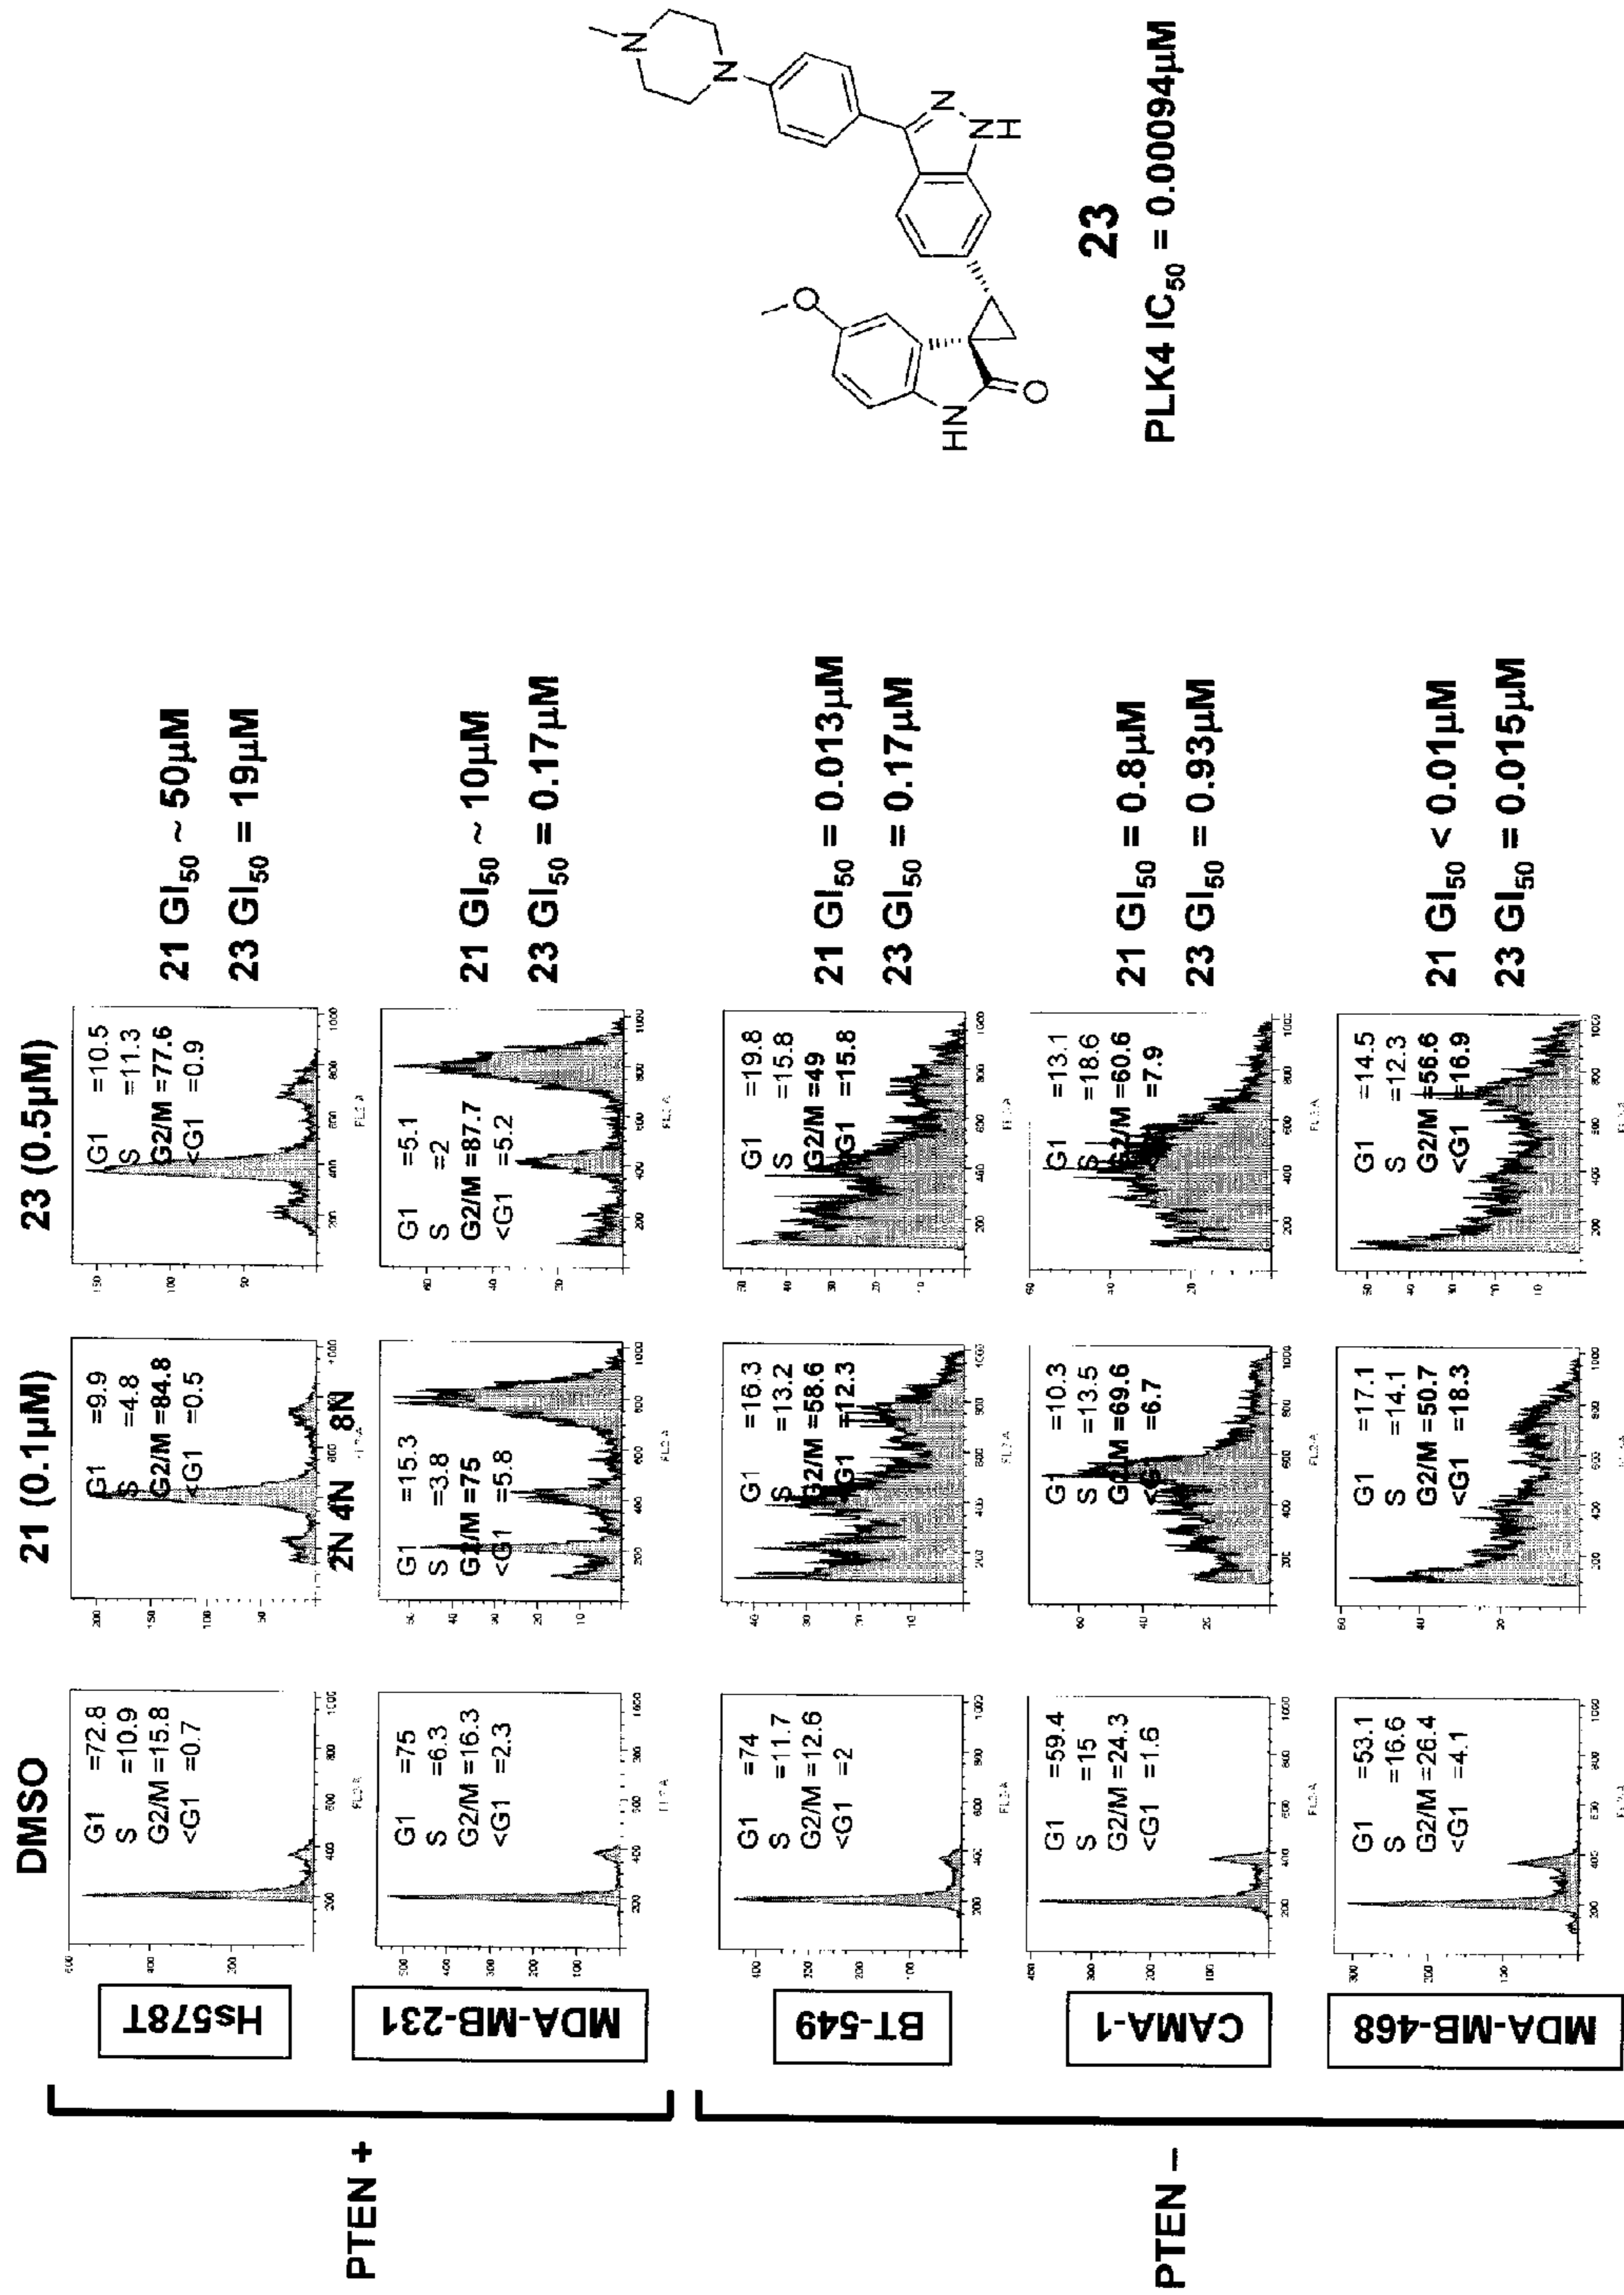 DMSO
21 (0.1µM)
23 (0.5µM)
PTEN +
Hs578T
G1 =72.8
S =10.9
G2/M =15.8
<G1 =0.7
G1 =9.9
S =4.8
G2/M =84.8
<G1 =0.5
2N 4N 8N
G1 =10.5
S =11.3
G2/M =77.6
<G1 =0.9
21 GI50 ~ 50µM
23 GI50 = 19µM
MDA-MB-231
G1 =75
S =6.3
G2/M =16.3
<G1 =2.3
G1 =15.3
S =3.8
G2/M =75
<G1 =5.8
G1 =5.1
S =2
G2/M =87.7
<G1 =5.2
21 GI50 ~ 10µM
23 GI50 = 0.17µM
PTEN –
BT-549
G1 =74
S =11.7
G2/M =12.6
<G1 =2
G1 =16.3
S =13.2
G2/M =58.6
<G1 =12.3
G1 =19.8
S =15.8
G2/M =49
<G1 =15.8
21 GI50 = 0.013µM
23 GI50 = 0.17µM
CAMA-1
G1 =59.4
S =15
G2/M =24.3
<G1 =1.6
G1 =10.3
S =13.5
G2/M =69.6
<G1 =6.7
G1 =13.1
S =18.6
G2/M =60.6
<G1 =7.9
21 GI50 = 0.8µM
23 GI50 = 0.93µM
MDA-MB-468
G1 =53.1
S =16.6
G2/M =26.4
<G1 =4.1
G1 =17.1
S =14.1
G2/M =50.7
<G1 =18.3
G1 =14.5
S =12.3
G2/M =56.6
<G1 =16.9
21 GI50 < 0.01µM
23 GI50 = 0.015µM
O
HN
O
N
NH
N
N
23
PLK4 IC50 = 0.00094µM